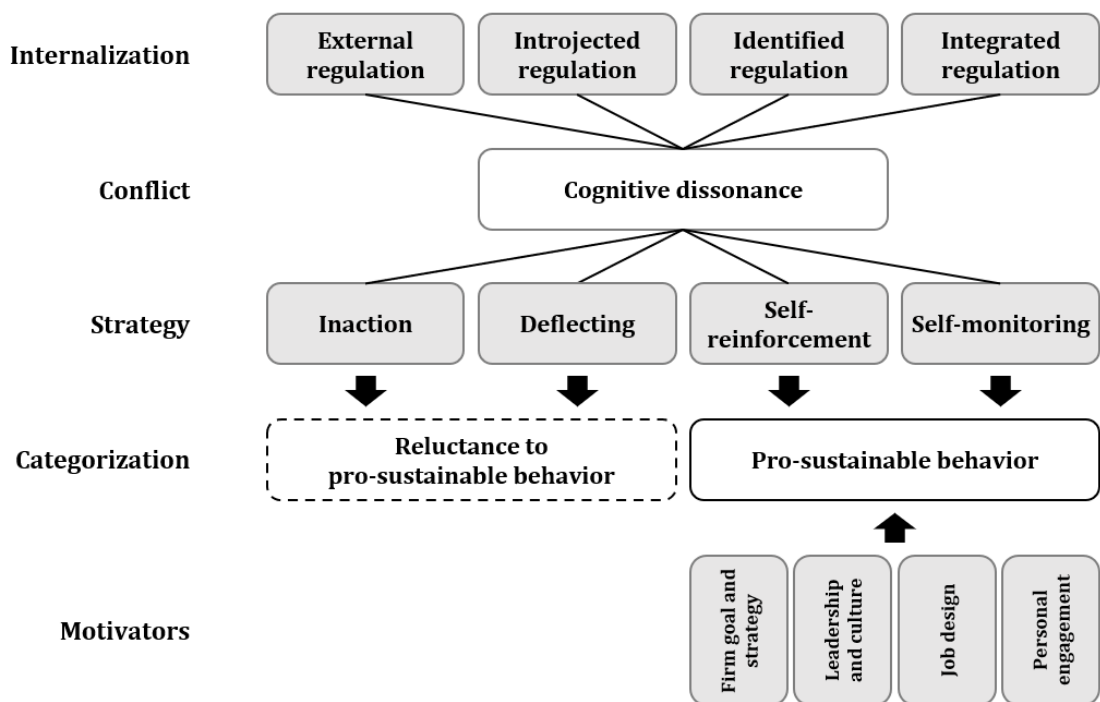 Internalization
External
regulation
Introjected
regulation
Identified
regulation
Integrated
regulation
Conflict
Cognitive dissonance
Strategy
Inaction
Deflecting
Self-
reinforcement
Self-monitoring
Categorization
Reluctance to
pro-sustainable behavior
Pro-sustainable behavior
Motivators
Firm goal and
strategy
Leadership
and culture
Job design
Personal
engagement